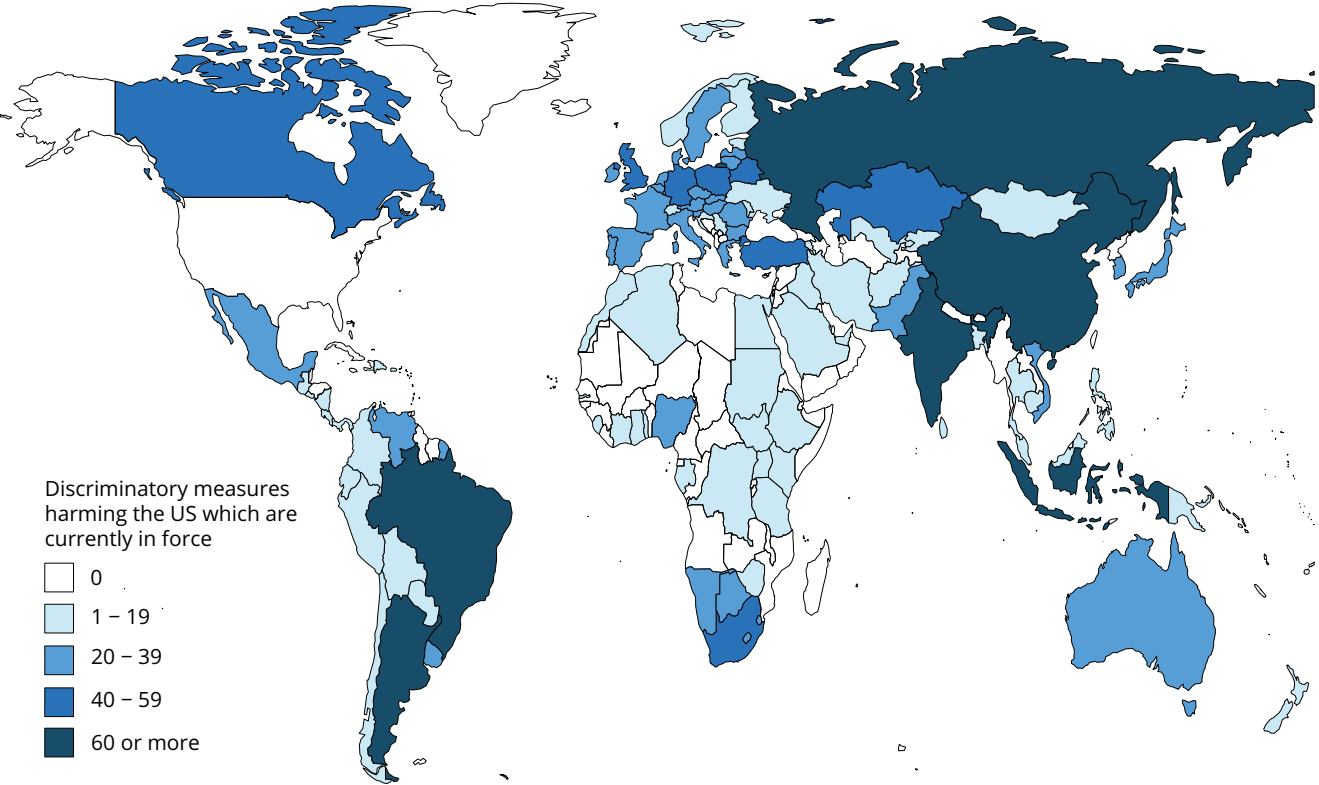 Discriminatory measures
harming the US which are
currently in force
0
1 – 19
20 – 39
40 – 59
60 or more